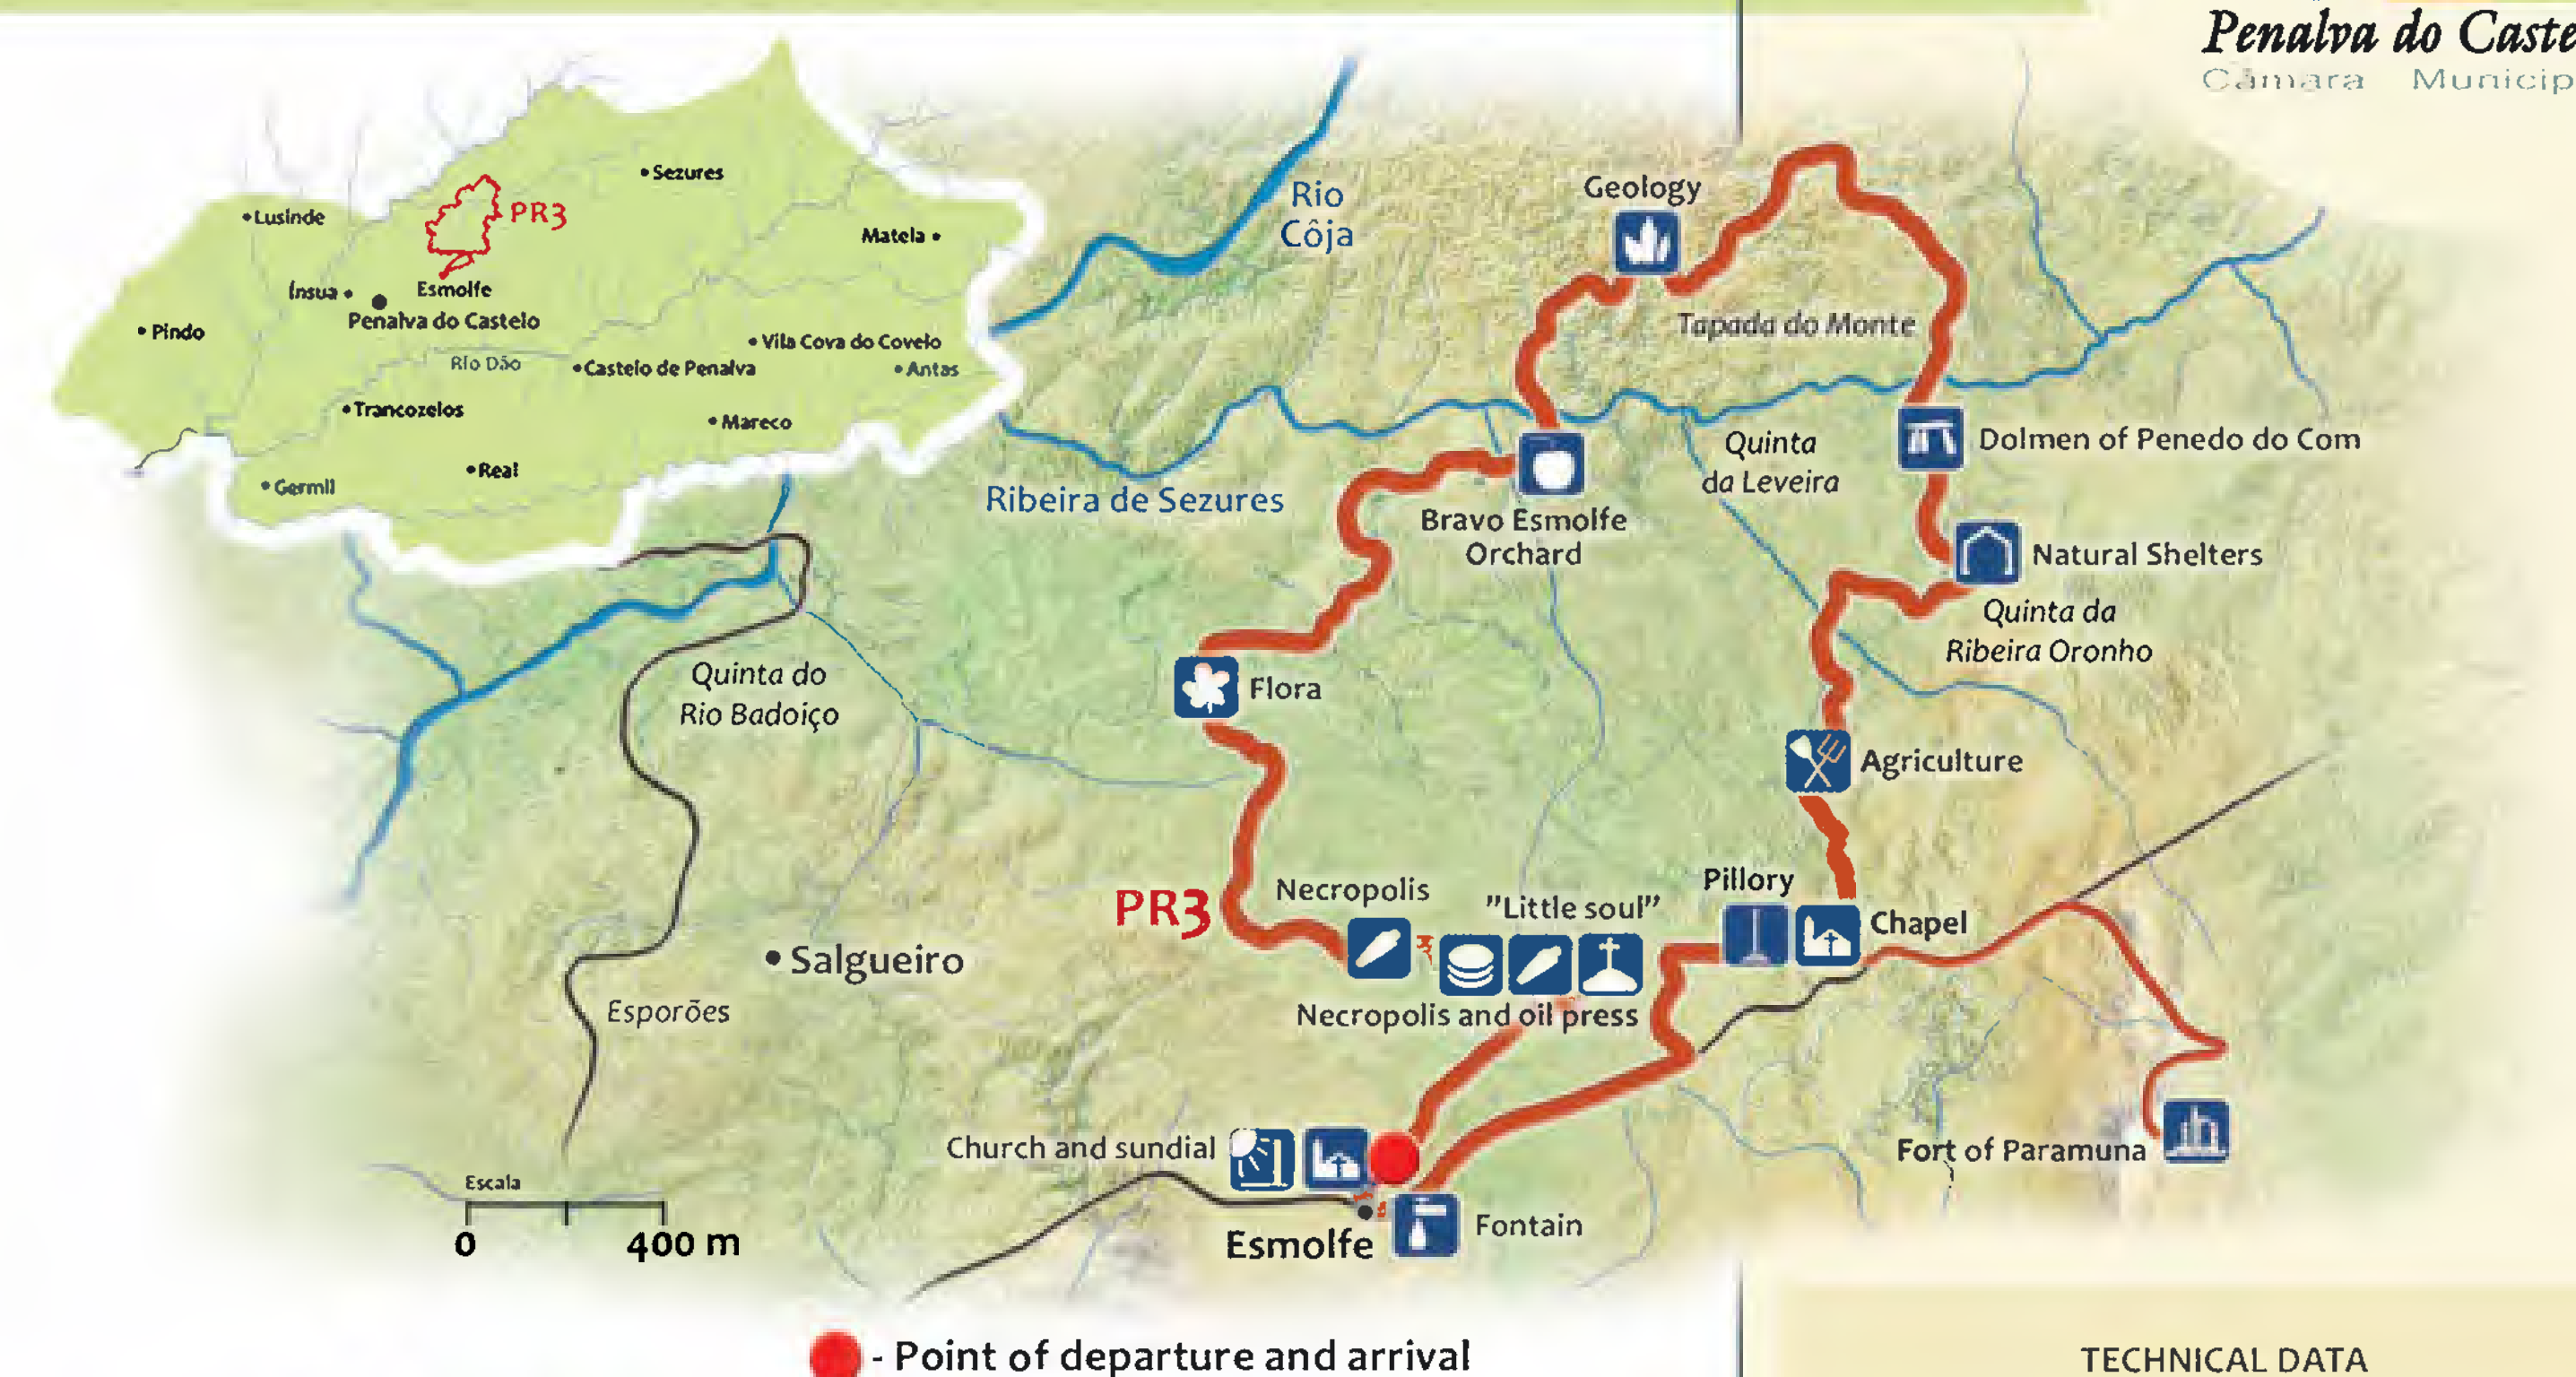 Penalva do Caste
Câmara Municip
Sezures
Lusinde
PR3
Matela
Ínsua
Esmolfe
Penalva do Castelo
Pindo
Vila Cova do Covelo
Rio Dão
Castelo de Penalva
Antas
Trancozelos
Mareco
Real
Germil
Rio
Côja
Geology
Tapada do Monte
Ribeira de Sezures
Quinta
da Leveira
Dolmen of Penedo do Com
Bravo Esmolfe
Orchard
Natural Shelters
Quinta da
Ribeira Oronho
Quinta do
Rio Badoiço
Flora
Agriculture
PR3
Necropolis
"Little soul"
Pillory
Chapel
Salgueiro
Esporões
Necropolis and oil press
Church and sundial
Fort of Paramuna
Esmolfe
Fontain
Escala
0 400 m
- Point of departure and arrival
TECHNICAL DATA